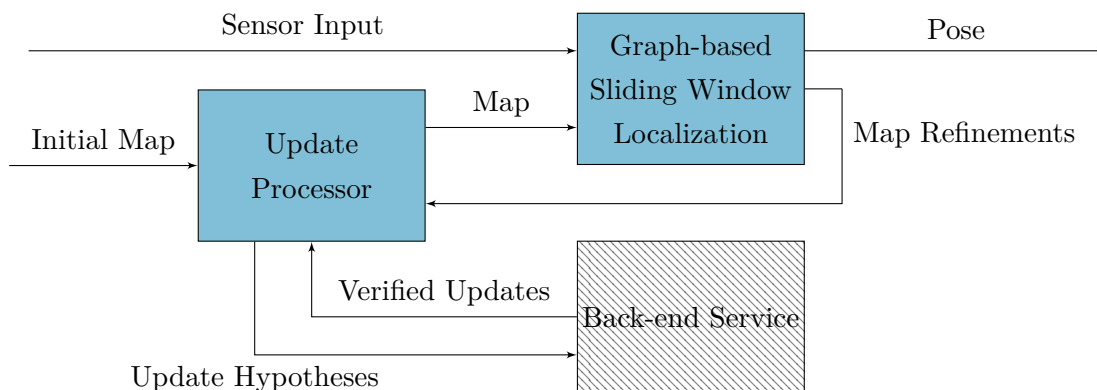 Sensor Input
Graph-based
Sliding Window
Localization
Pose
Initial Map
Update
Processor
Map
Map Refinements
Verified Updates
Back-end Service
Update Hypotheses